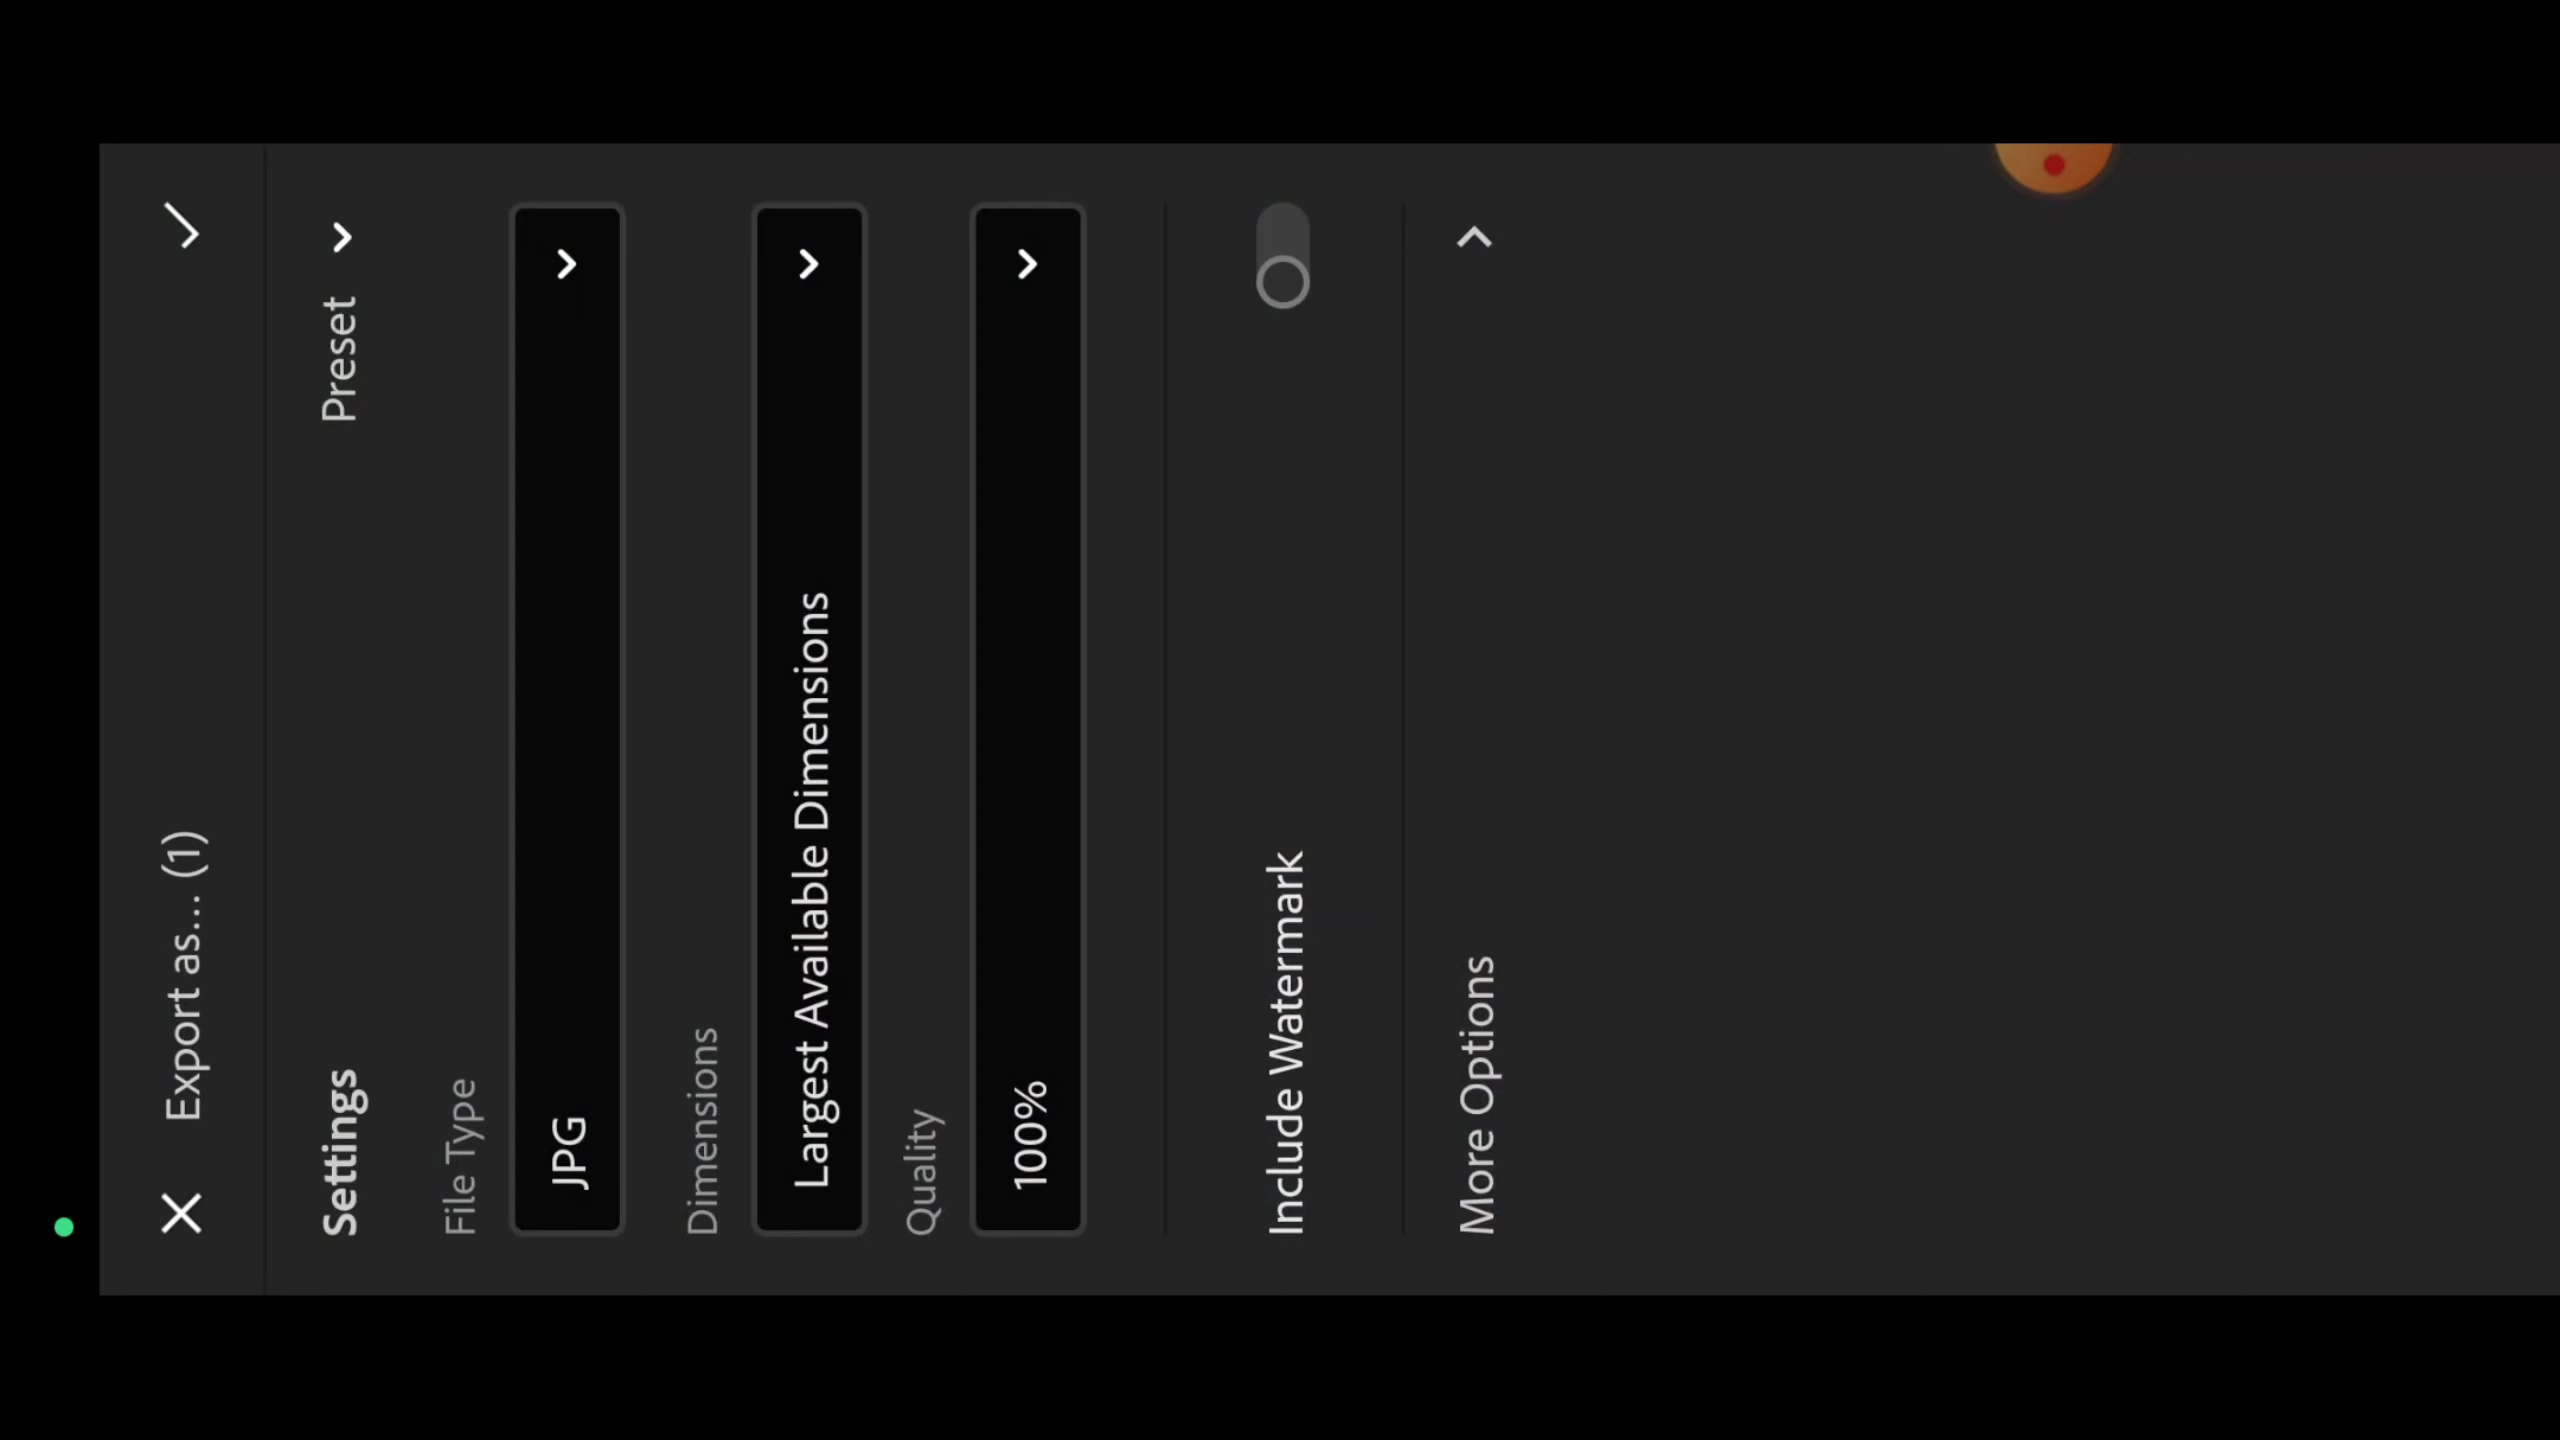 Export as... (1)
Settings
Preset
File Type
JPG
Dimensions
Largest Available Dimensions
Quality
100%
Include Watermark
More Options